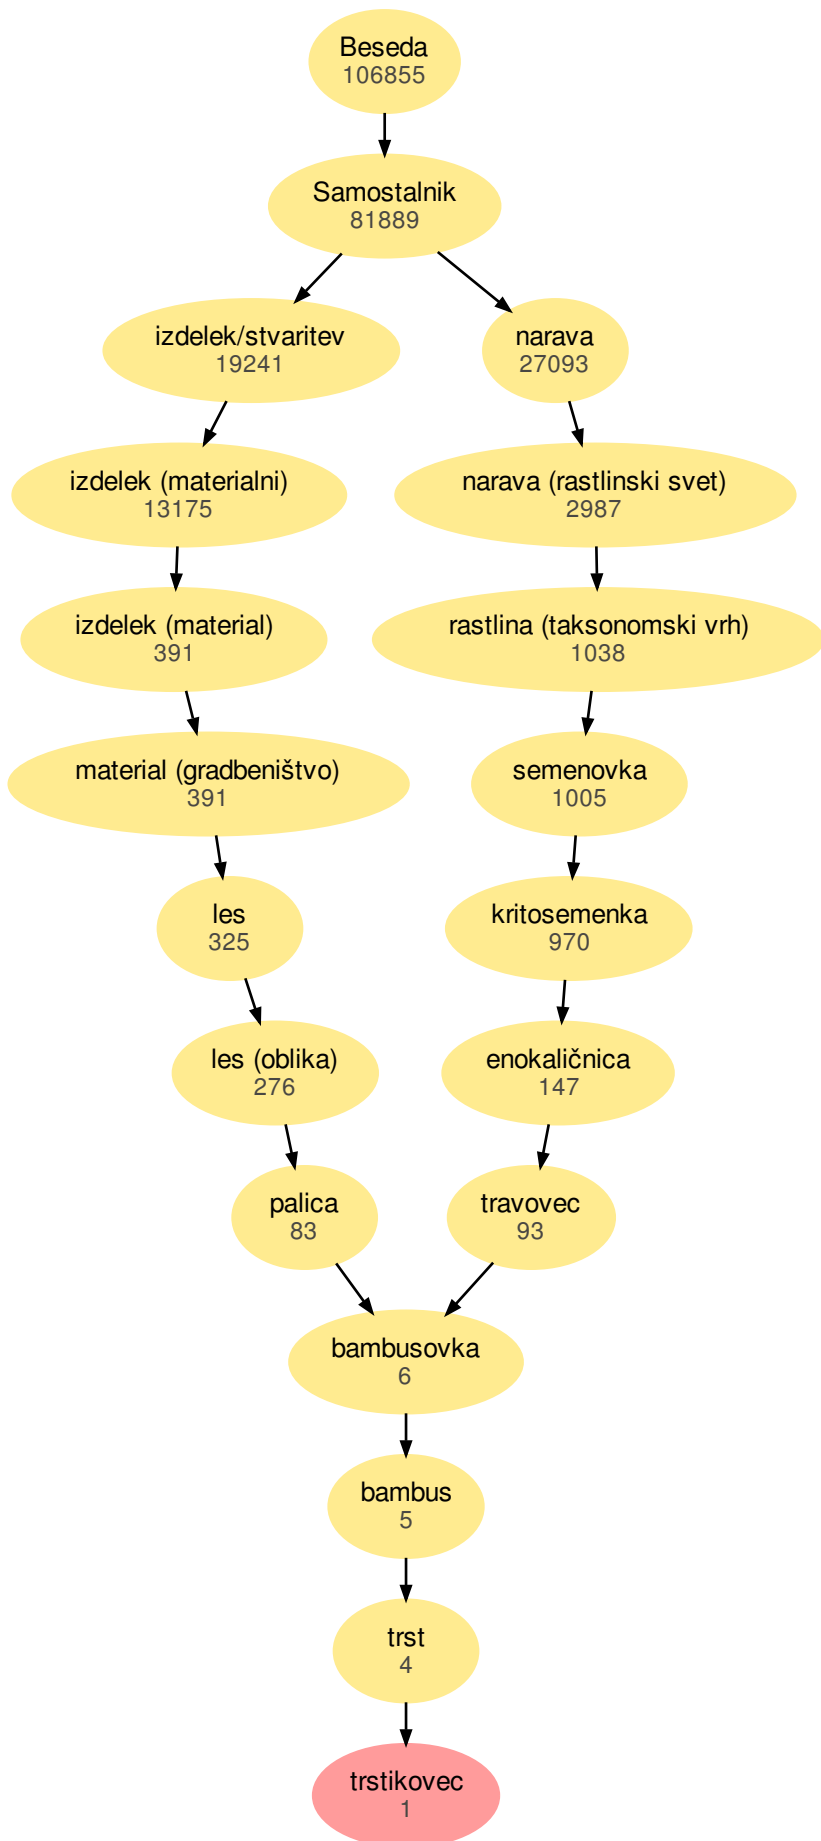 Beseda
106855
Samostalnik
81889
izdelek/stvaritev
19241
narava
27093
izdelek (materialni)
13175
narava (rastlinski svet)
2987
izdelek (material)
391
rastlina (taksonomski vrh)
1038
material (gradbeništvo)
391
semenovka
1005
les
325
kritosemenka
970
les (oblika)
276
enokaličnica
147
palica
83
travovec
93
bambusovka
6
bambus
5
trst
4
trstikovec
1